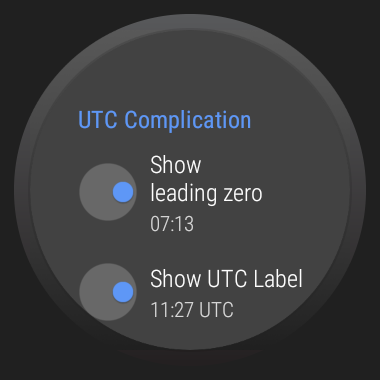 UTC Complication
Show
leading zero
07:13
Show UTC Label
11:27 UTC